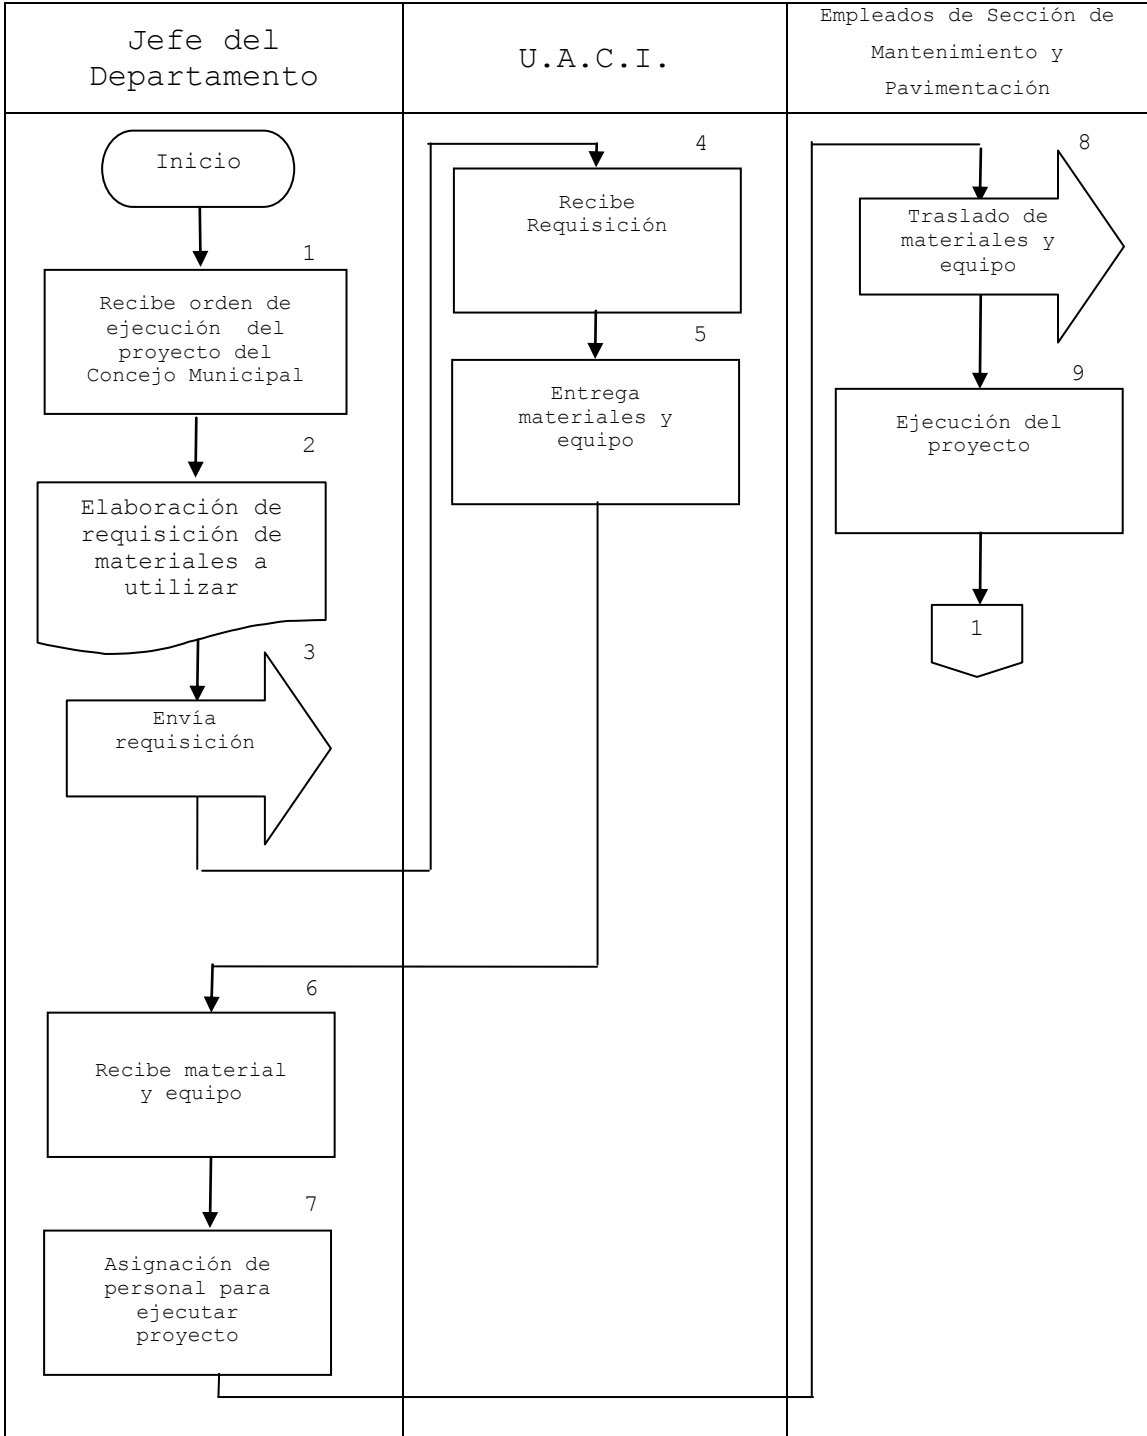 Jefe del
Departamento
U.A.C.I.
Empleados de Sección de
Mantenimiento y
Pavimentación
Inicio
1
Recibe orden de
ejecución del
proyecto del
Concejo Municipal
2
Elaboración de
requisición de
materiales a
utilizar
3
Envía
requisición
4
Recibe
Requisición
5
Entrega
materiales y
equipo
6
Recibe material
y equipo
7
Asignación de
personal para
ejecutar
proyecto
8
Traslado de
materiales y
equipo
9
Ejecución del
proyecto
1